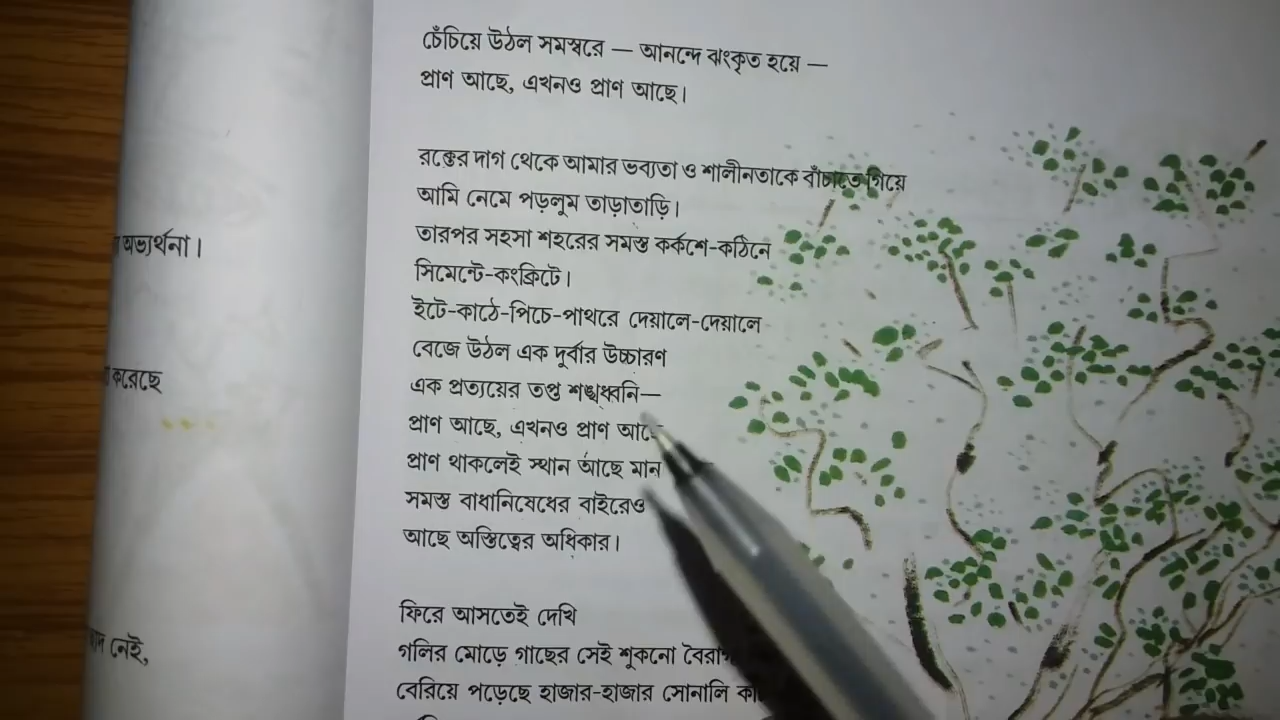 চেঁচিয়ে উঠল সমস্বরে — আনন্দে ঝংকৃত হয়ে —
প্রাণ আছে, এখনও প্রাণ আছে।
রক্তের দাগ থেকে আমার ভব্যতা ও শালীনতাকে বাঁচাতে গিয়ে
আমি নেমে পড়লুম তাড়াতাড়ি।
তারপর সহসা শহরের সমস্ত কর্কশে-কঠিনে
সিমেন্টে-কংক্রিটে।
ইটে-কাঠে-পিচে-পাথরে দেয়ালে-দেয়ালে
বেজে উঠল এক দুর্বার উচ্চারণ
এক প্রত্যয়ের তপ্ত শঙ্খধ্বনি—
প্রাণ আছে, এখনও প্রাণ আছে
প্রাণ থাকলেই স্থান আছে মান
সমস্ত বাধানিষেধের বাইরেও
আছে অস্তিত্বের অধিকার।
ফিরে আসতেই দেখি
গলির মোড়ে গাছের সেই শুকনো
বেরিয়ে পড়েছে হাজার-হাজার সোনালি
অভ্যর্থনা।
করেছে
নেই,